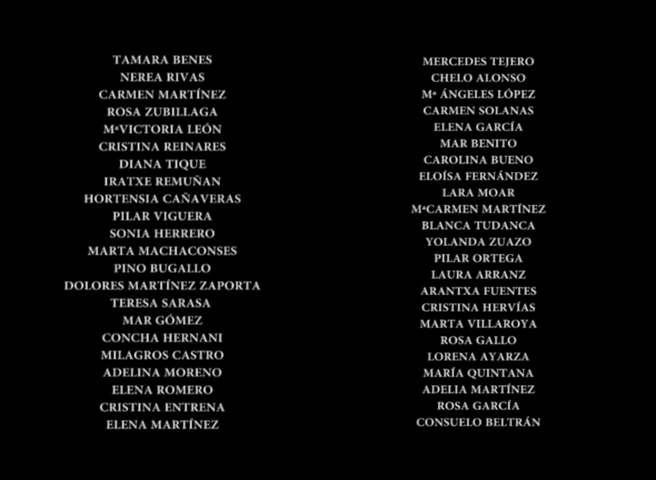 TAMARA BENES
NEREA RIVAS
CARMEN MARTÍNEZ
ROSA ZUBILLAGA
MªVICTORIA LEÓN
CRISTINA REINARES
DIANA TIQUE
IRATXE REMUÑAN
HORTENSIA CAÑAVERAS
PILAR VIGUERA
SONIA HERRERO
MARTA MACHACONSES
PINO BUGALLO
DOLORES MARTÍNEZ ZAPORTA
TERESA SARASA
MAR GÓMEZ
CONCHA HERNANI
MILAGROS CASTRO
ADELINA MORENO
ELENA ROMERO
CRISTINA ENTRENA
ELENA MARTÍNEZ
MERCEDES TEJERO
CHELO ALONSO
Mª ÁNGELES LÓPEZ
CARMEN SOLANAS
ELENA GARCÍA
MAR BENITO
CAROLINA BUENO
ELOÍSA FERNÁNDEZ
LARA MOAR
MªCARMEN MARTÍNEZ
BLANCA TUDANCA
YOLANDA ZUAZO
PILAR ORTEGA
LAURA ARRANZ
ARANTXA FUENTES
CRISTINA HERVÍAS
MARTA VILLAROYA
ROSA GALLO
LORENA AYARZA
MARÍA QUINTANA
ADELIA MARTÍNEZ
ROSA GARCÍA
CONSUELO BELTRÁN